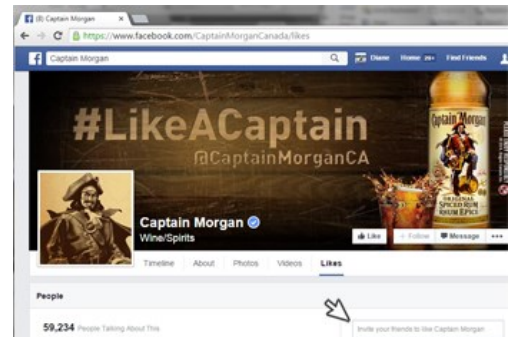 (8) Captain Morgan
https://www.facebook.com/CaptainMorganCanada/likes
Captain Morgan
Diane Home 20+ Find Friends
#LikeACaptain
@CaptainMorganCA
Captain Morgan
ORIGINAL
SPICED RUM
RHUM ÉPICÉ
Captain Morgan
Wine/Spirits
Like Follow Message
Timeline About Photos Videos Likes
People
59,234 People Talking About This
Invite your friends to like Captain Morgan